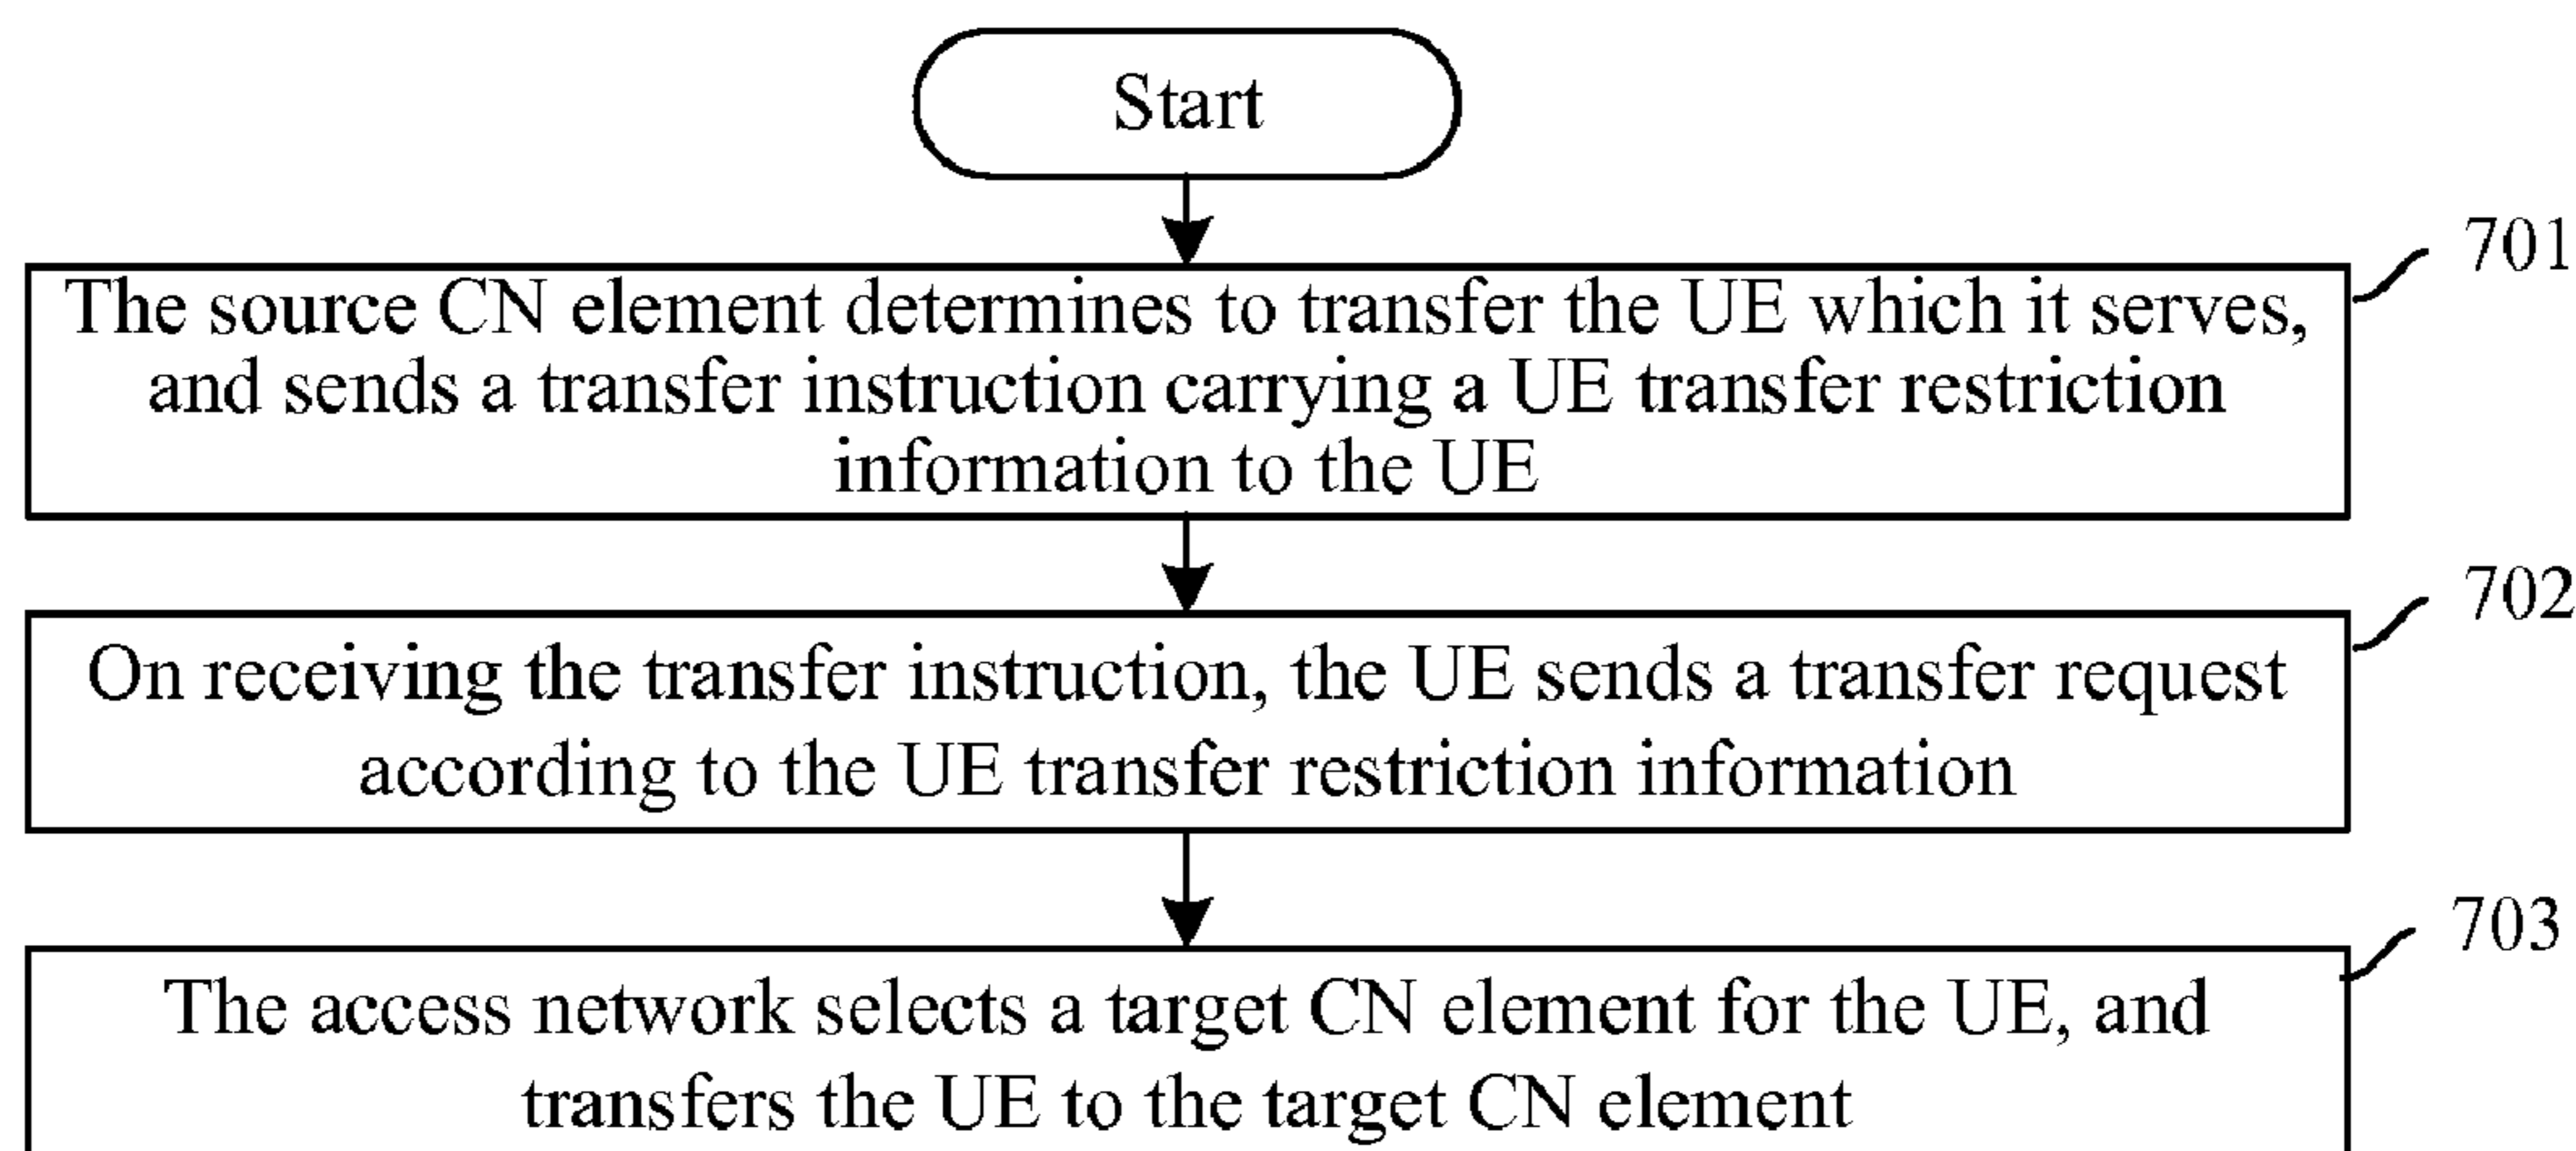 Start
701
The source CN element determines to transfer the UE which it serves,
and sends a transfer instruction carrying a UE transfer restriction
information to the UE
702
On receiving the transfer instruction, the UE sends a transfer request
according to the UE transfer restriction information
703
The access network selects a target CN element for the UE, and
transfers the UE to the target CN element